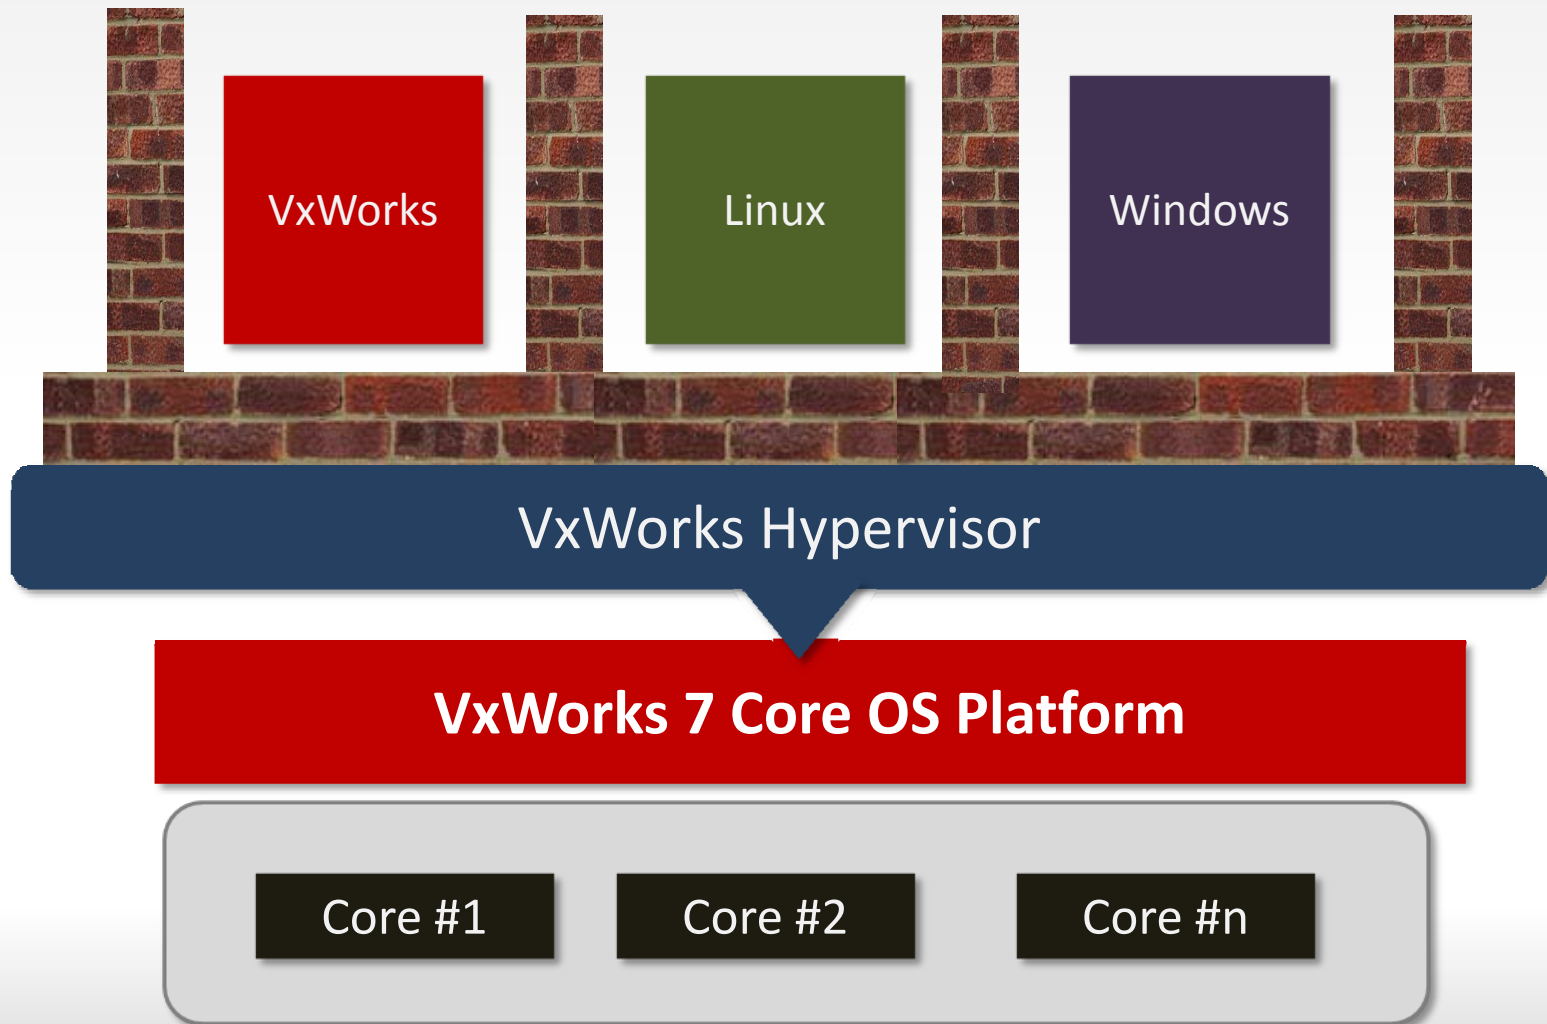 VxWorks
Linux
Windows
VxWorks Hypervisor
VxWorks 7 Core OS Platform
Core #1
Core #2
Core #n